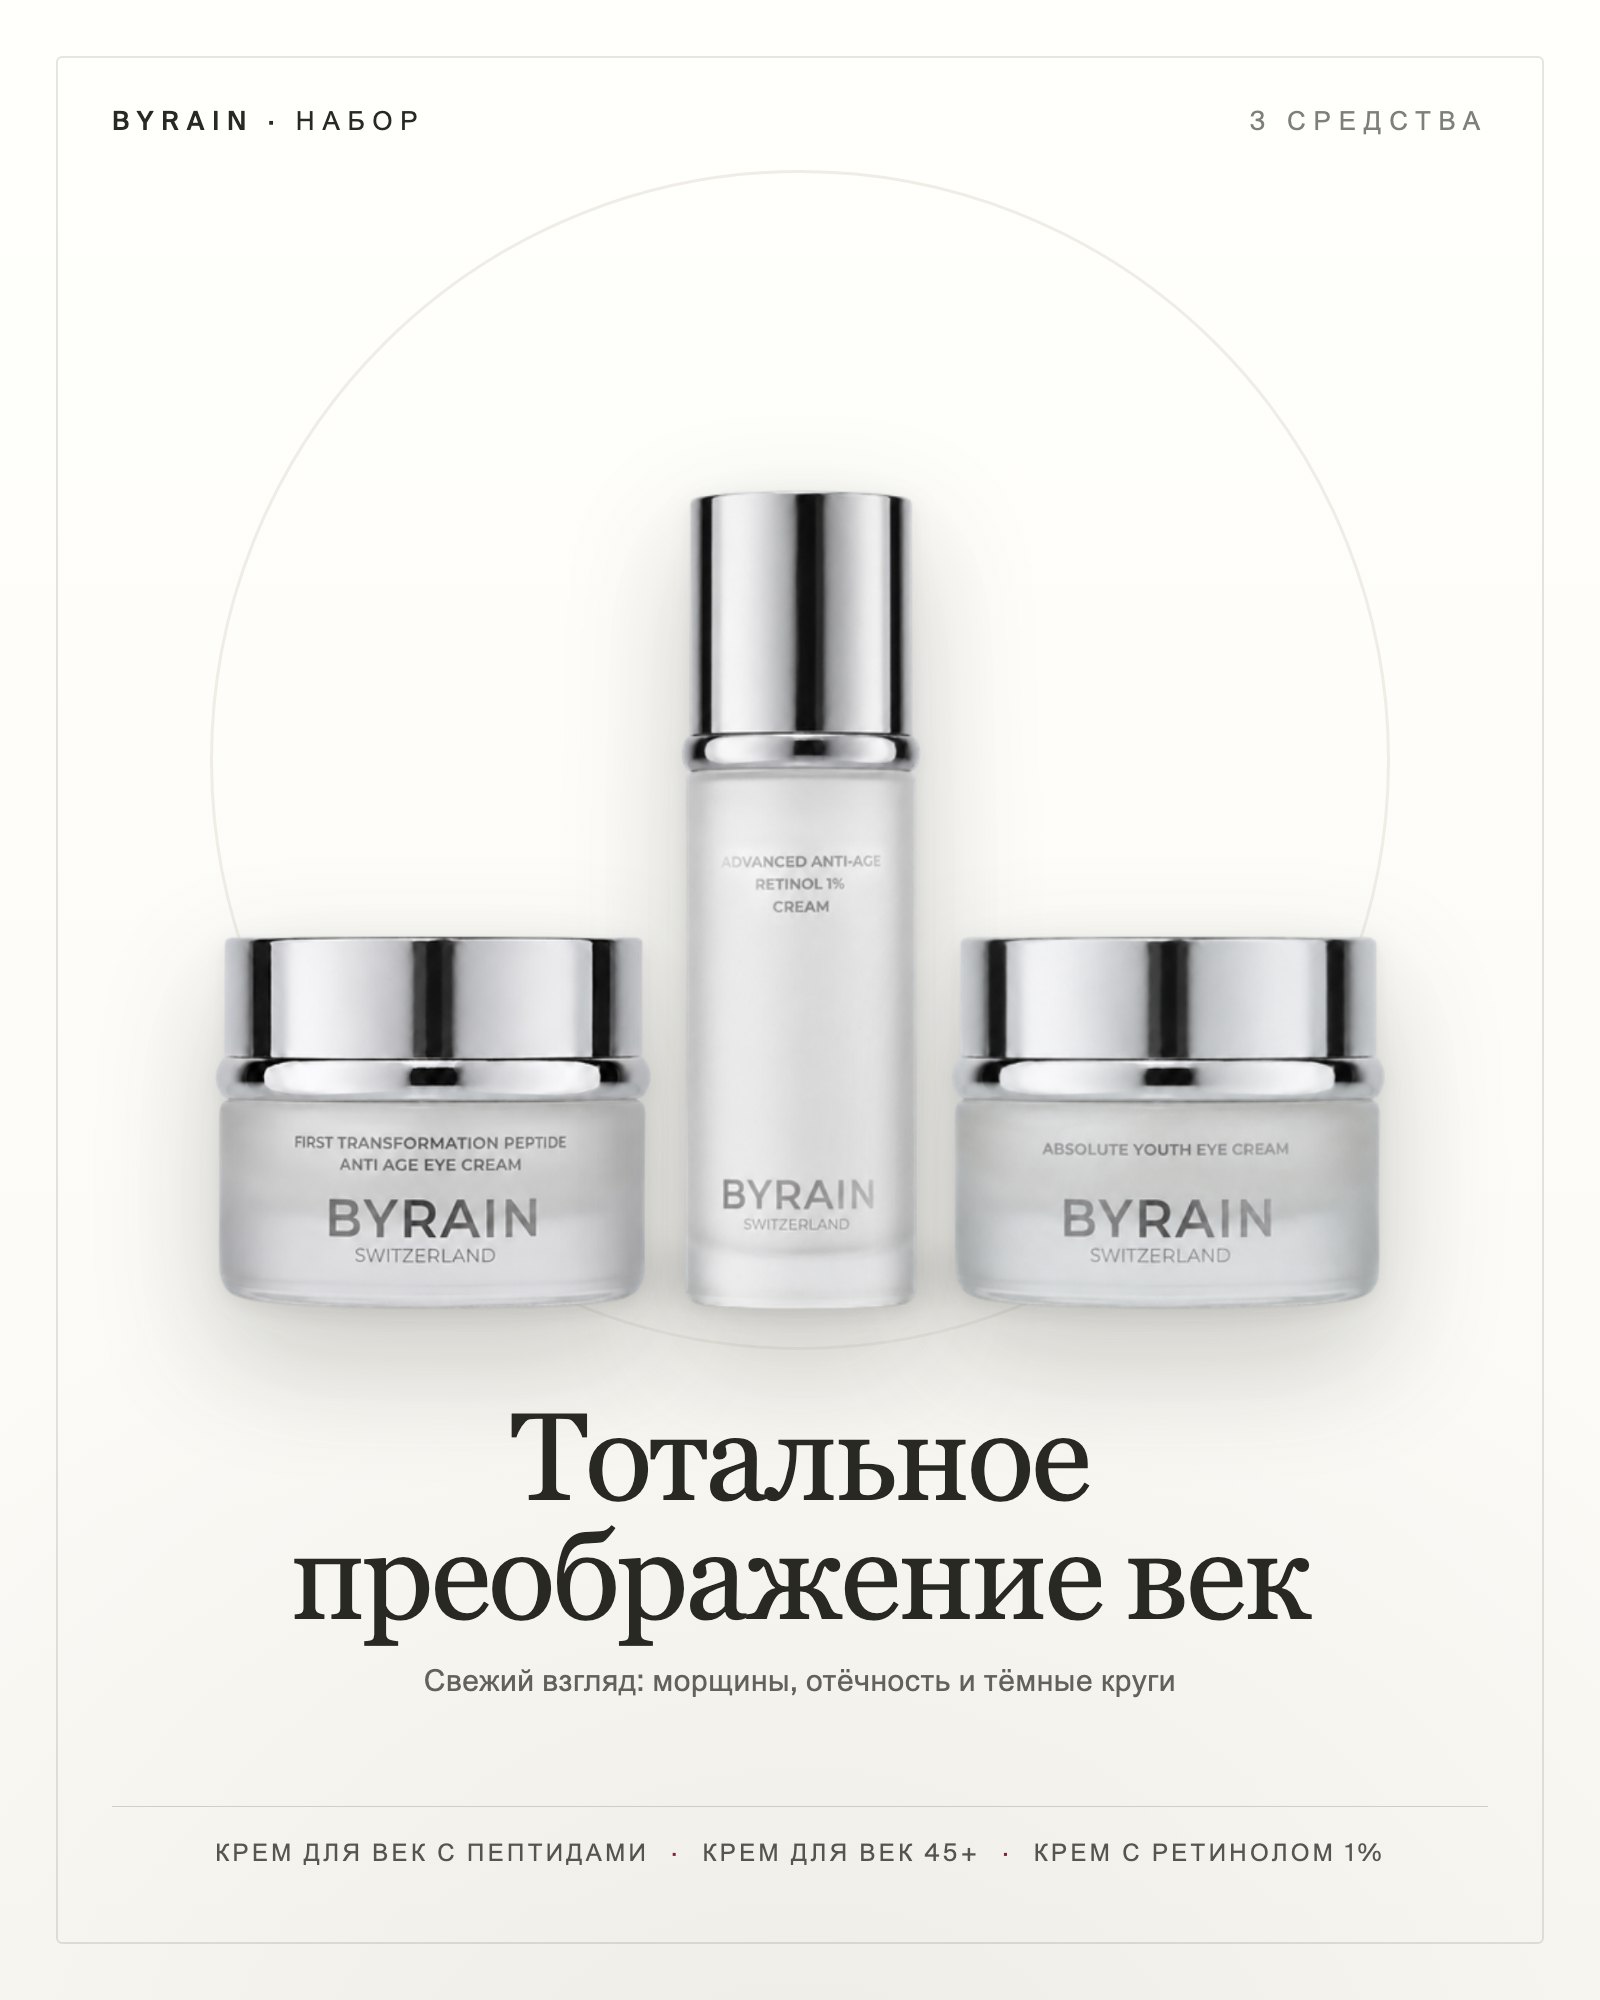 BYRAIN · НАБОР
3 СРЕДСТВА
ADVANCED ANTI-AGE
RETINOL 1%
CREAM
BYRAIN
SWITZERLAND
FIRST TRANSFORMATION PEPTIDE
ANTI AGE EYE CREAM
BYRAIN
SWITZERLAND
ABSOLUTE YOUTH EYE CREAM
BYRAIN
SWITZERLAND
Тотальное
преображение век
Свежий взгляд: морщины, отёчность и тёмные круги
КРЕМ ДЛЯ ВЕК С ПЕПТИДАМИ · КРЕМ ДЛЯ ВЕК 45+ · КРЕМ С РЕТИНОЛОМ 1%